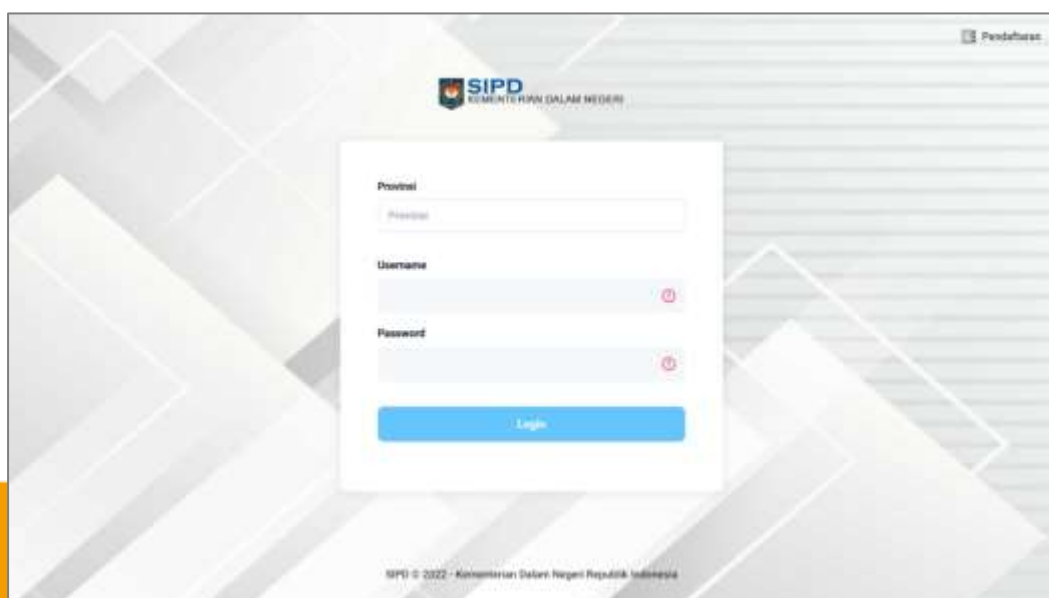 Pendaftaran
SIPD
KEMENTERIAN DALAM NEGERI
Provinsi
Provinsi
Username
Password
Login
SIPD © 2022 - Kementerian Dalam Negeri Republik Indonesia